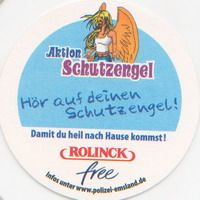 Aktion
Schutzengel
Hör auf deinen
Schutzengel!
Damit du heil nach Hause kommst!
ROLINCK
free
Infos unter www.polizei-emsland.de